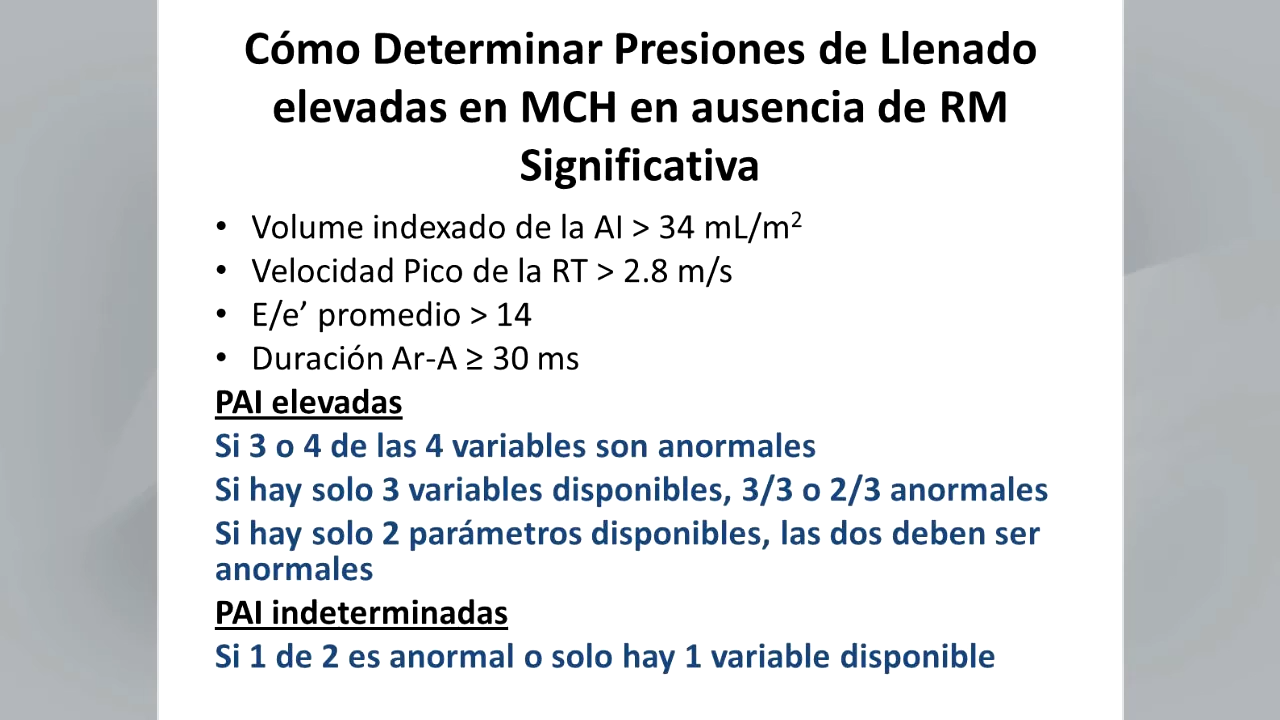 Cómo Determinar Presiones de Llenado
elevadas en MCH en ausencia de RM
Significativa
• Volume indexado de la AI > 34 mL/m²
• Velocidad Pico de la RT > 2.8 m/s
• E/e’ promedio > 14
• Duración Ar-A ≥ 30 ms
PAI elevadas
Si 3 o 4 de las 4 variables son anormales
Si hay solo 3 variables disponibles, 3/3 o 2/3 anormales
Si hay solo 2 parámetros disponibles, las dos deben ser
anormales
PAI indeterminadas
Si 1 de 2 es anormal o solo hay 1 variable disponible